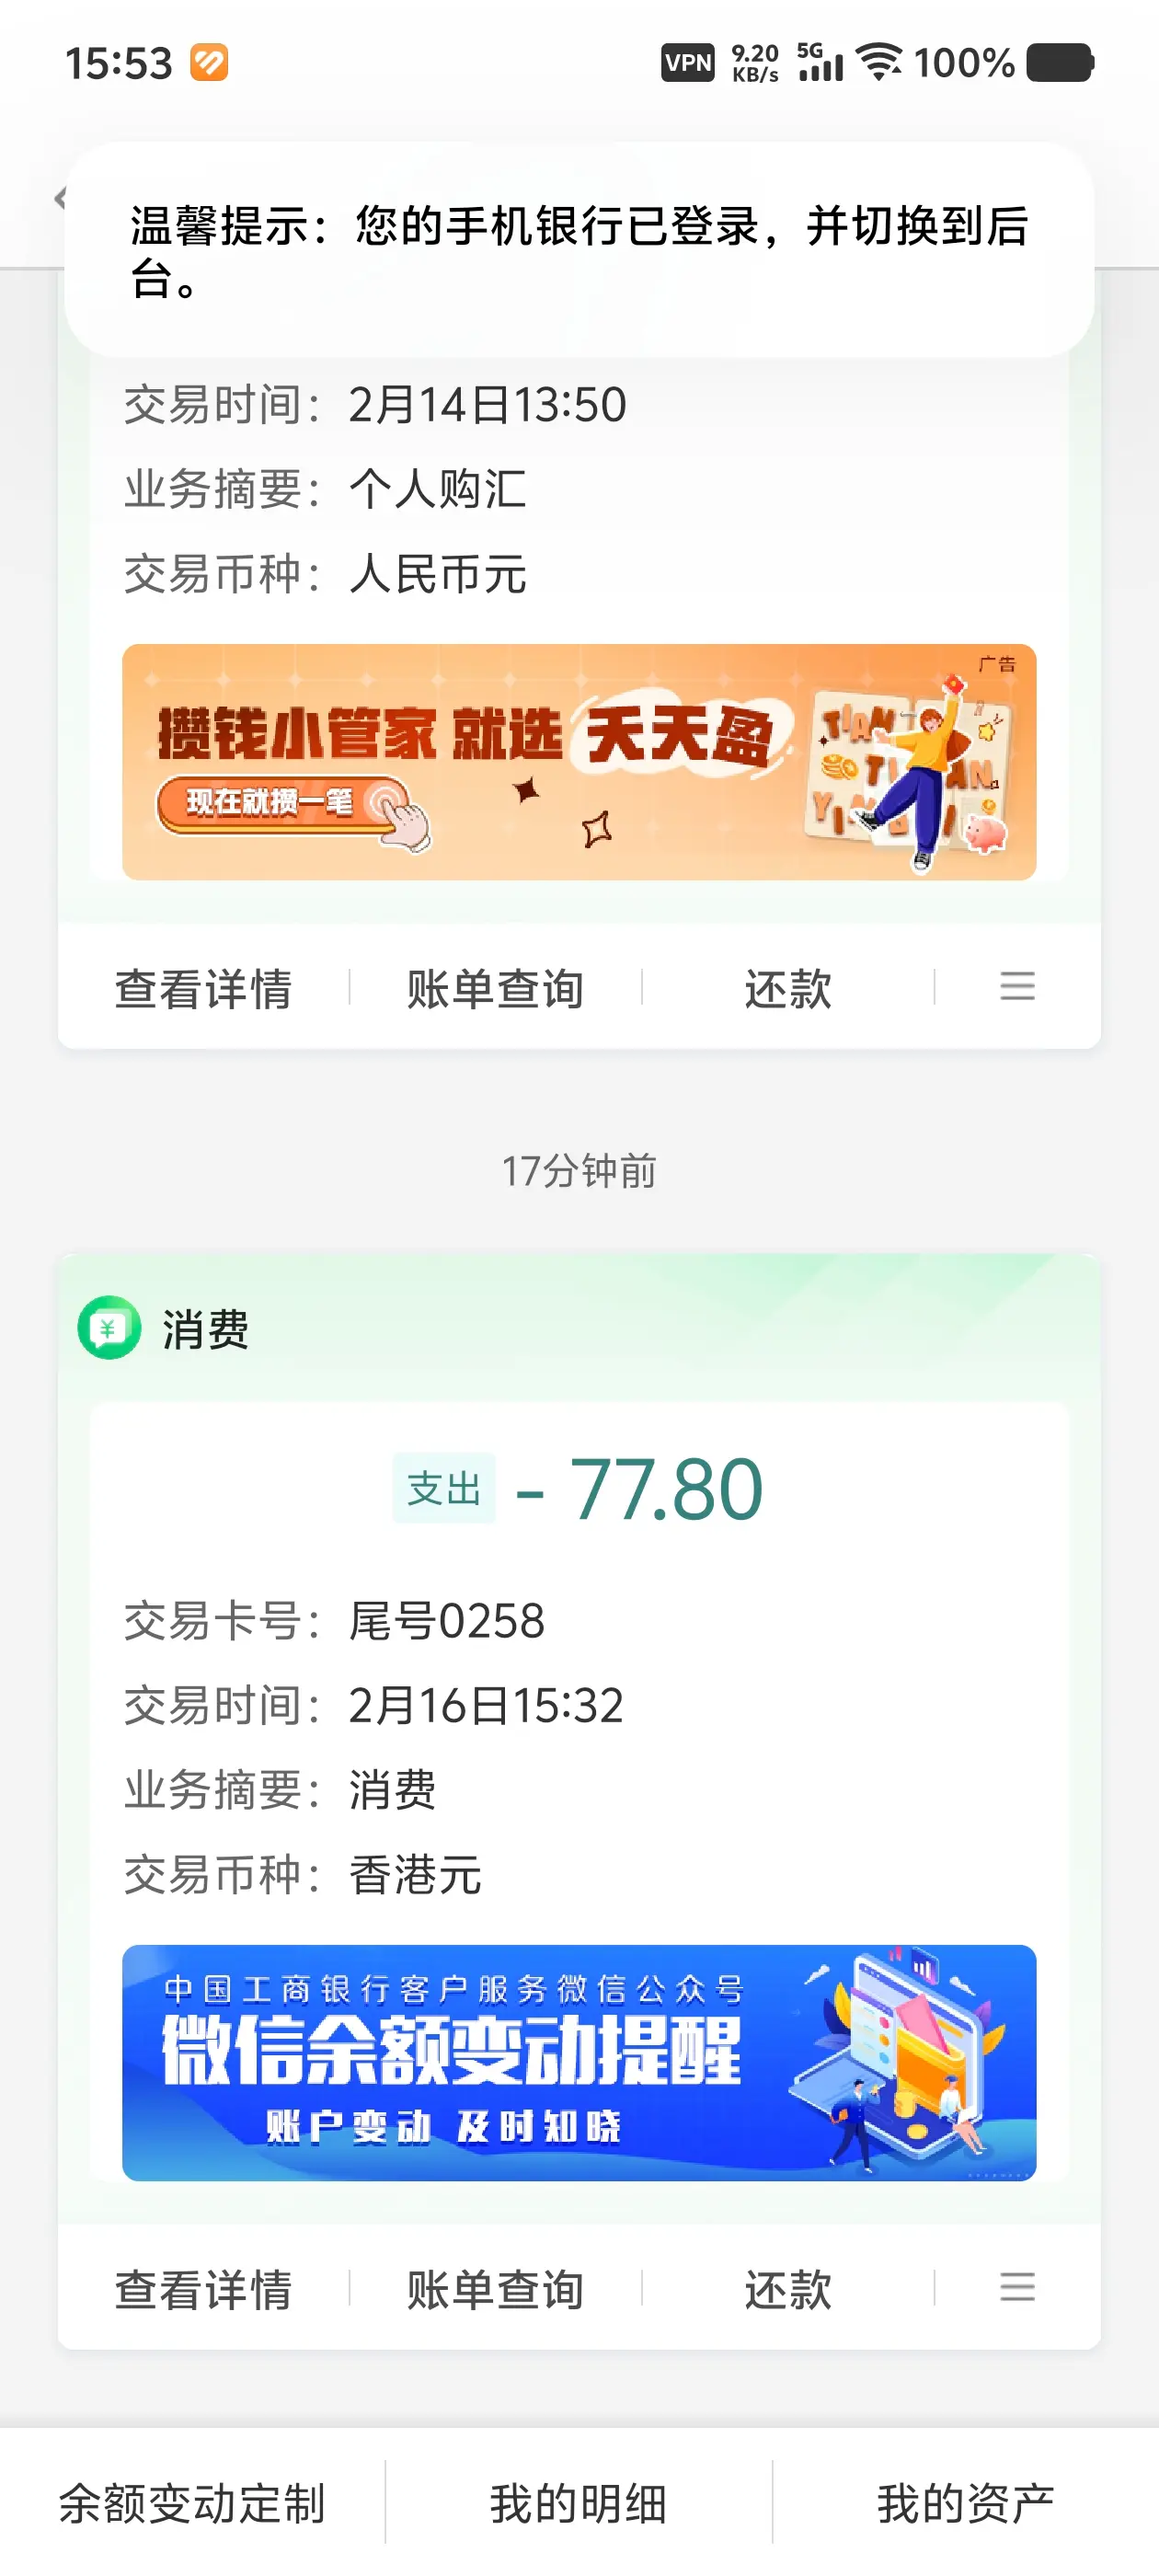 15:53
VPN 9.20 KB/s 5G 100%
温馨提示：您的手机银行已登录，并切换到后
台。
交易时间：2月14日13:50
业务摘要：个人购汇
交易币种：人民币元
广告
攒钱小管家 就选 天天盈
现在就攒一笔
查看详情 账单查询 还款
17分钟前
消费
支出 - 77.80
交易卡号：尾号0258
交易时间：2月16日15:32
业务摘要：消费
交易币种：香港元
中国工商银行客户服务微信公众号
微信余额变动提醒
账户变动 及时知晓
查看详情 账单查询 还款
余额变动定制 我的明细 我的资产